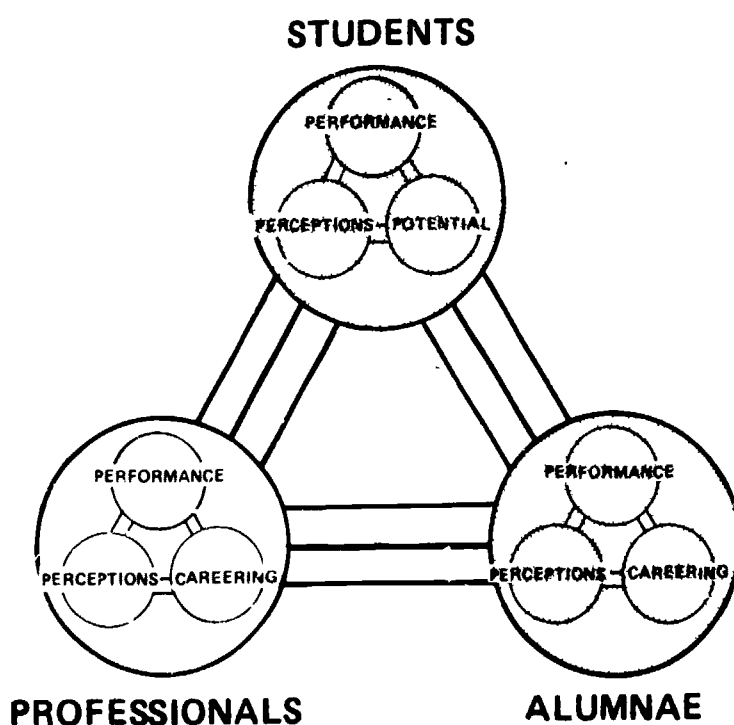 STUDENTS
PERFORMANCE
PERCEPTIONS - POTENTIAL
PERFORMANCE
PERCEPTIONS - CAREERING
PERFORMANCE
PERCEPTIONS - CAREERING
PROFESSIONALS
ALUMNAE